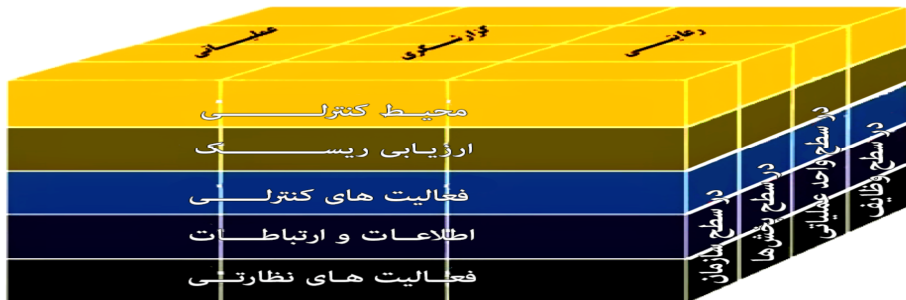 رعایتی
گزارشگری
عملیاتی
محیط کنترلی
ارزیابی ریسک
فعالیت های کنترلی
اطلاعات و ارتباطات
فعالیت های نظارتی
در سطح سازمان
در سطح بخش‌ها
در سطح واحد عملیاتی
در سطح وظایف